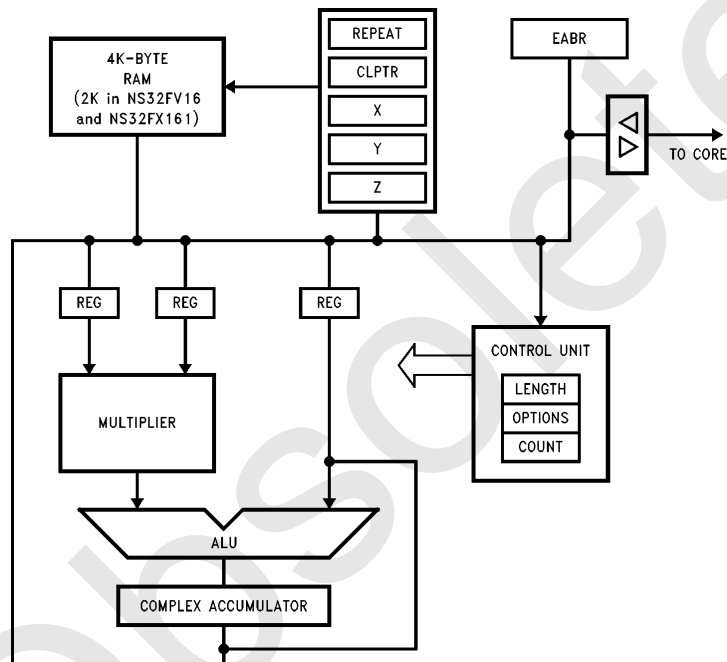 4K-BYTE
RAM
(2K in NS32FV16
and NS32FX161)
REPEAT
CLPTR
X
Y
Z
EABR
TO CORE
REG
REG
REG
CONTROL UNIT
LENGTH
OPTIONS
COUNT
MULTIPLIER
ALU
COMPLEX ACCUMULATOR
obsolete